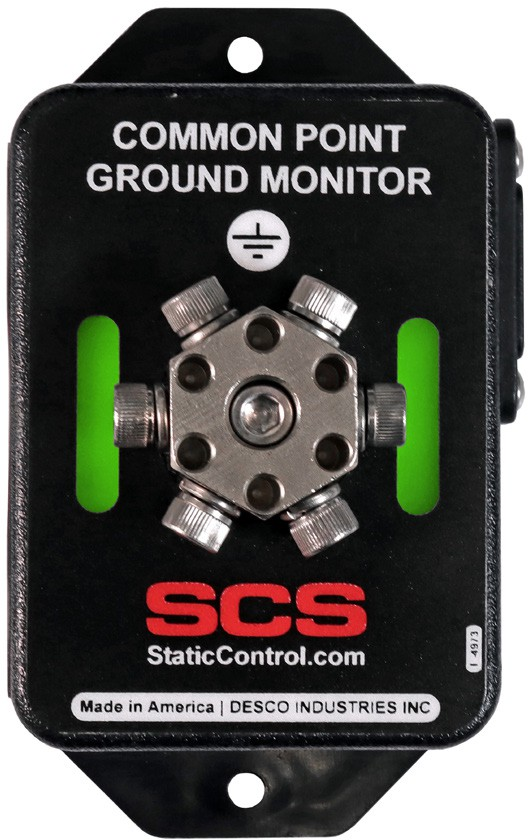 COMMON POINT
GROUND MONITOR
SCS
StaticControl.com
Made in America | DESCO INDUSTRIES INC